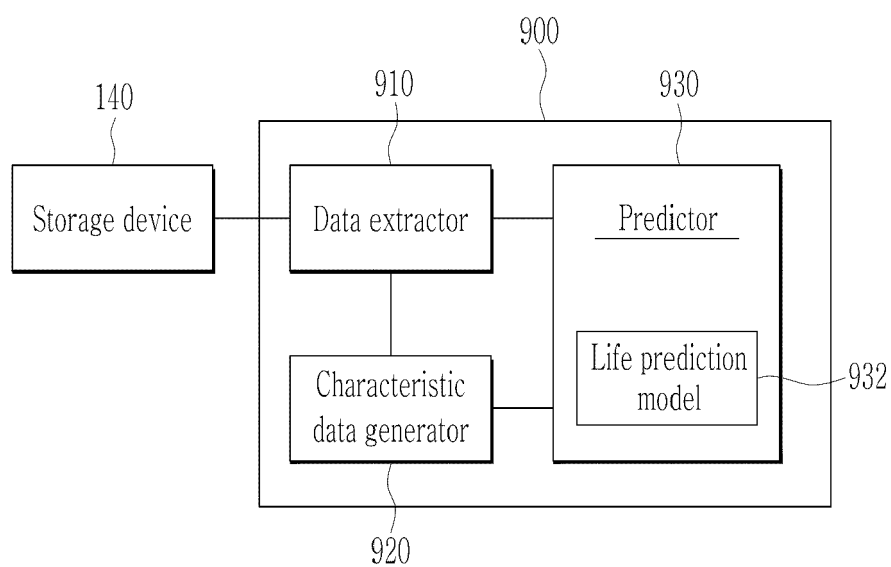 900
140
910
930
Storage device
Data extractor
Predictor
Characteristic
data generator
Life prediction
model
932
920